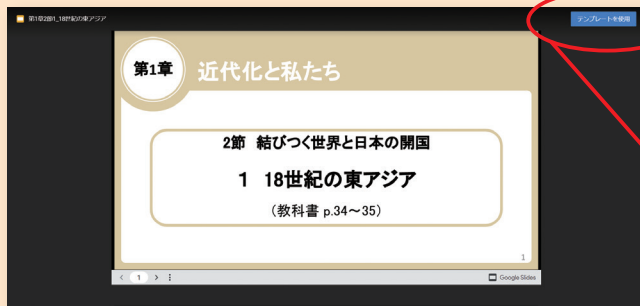 第1章2節1_18世紀の東アジア
テンプレートを使用
第1章 近代化と私たち
2節 結びつく世界と日本の開国
1 18世紀の東アジア
(教科書 p.34～35)
1
1
Google Slides